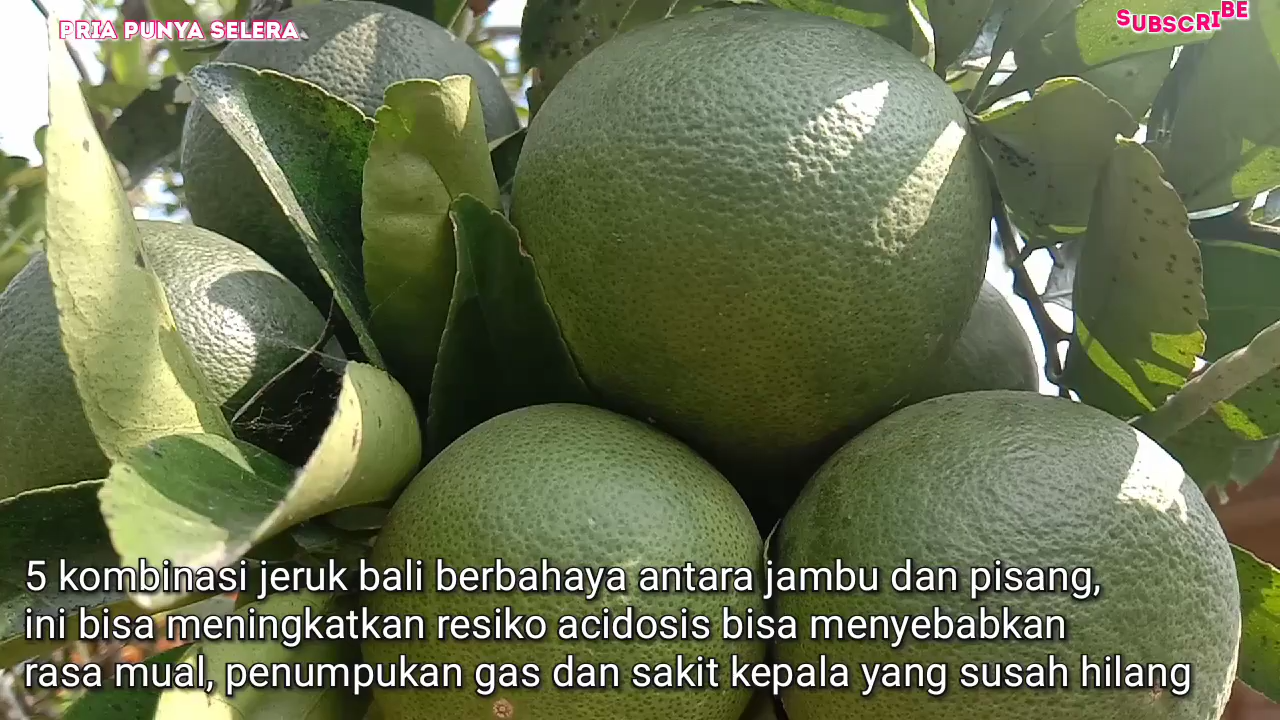 PRIA PUNYA SELERA
SUBSCRIBE
5 kombinasi jeruk bali berbahaya antara jambu dan pisang,
ini bisa meningkatkan resiko acidosis bisa menyebabkan
rasa mual, penumpukan gas dan sakit kepala yang susah hilang